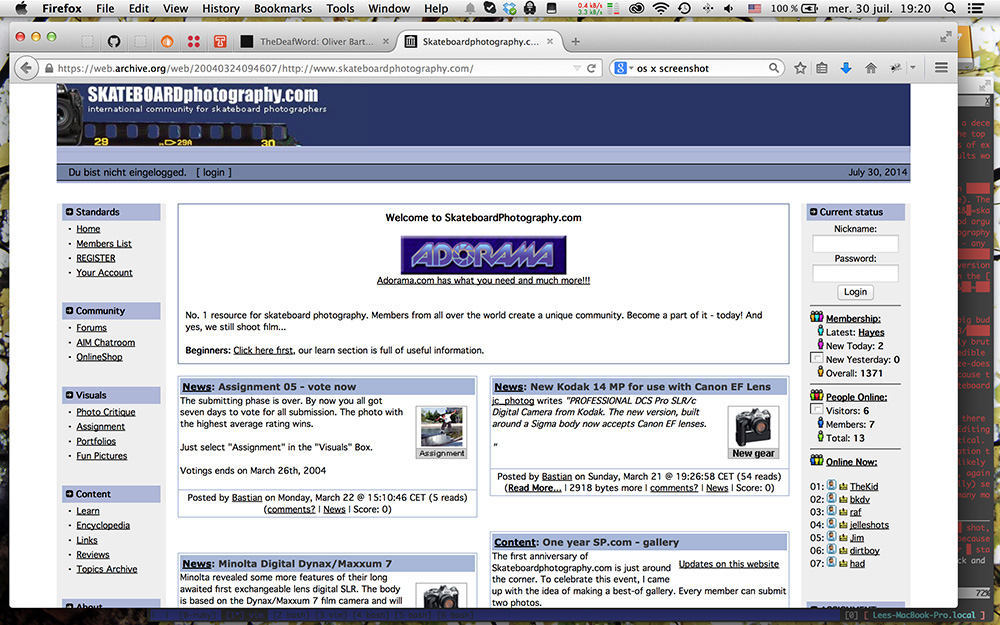 Firefox File Edit View History Bookmarks Tools Window Help
0.4 kB/s
3.3 kB/s
100 %
mer. 30 juil. 19:20
TheDeafWord: Oliver Bart...
Skateboardphotography.c...
https://web.archive.org/web/20040324094607/http://www.skateboardphotography.com/
os x screenshot
SKATEBOARDphotography.com
international community for skateboard photographers
29 29A 30
Du bist nicht eingelogged. [ login ]
July 30, 2014
Standards
Home
Members List
REGISTER
Your Account
Community
Forums
AIM Chatroom
OnlineShop
Visuals
Photo Critique
Assignment
Portfolios
Fun Pictures
Content
Learn
Encyclopedia
Links
Reviews
Topics Archive
About
Welcome to SkateboardPhotography.com
ADORAMA
Adorama.com has what you need and much more!!!
No. 1 resource for skateboard photography. Members from all over the world create a unique community. Become a part of it - today! And
yes, we still shoot film...
Beginners: Click here first, our learn section is full of useful information.
News: Assignment 05 - vote now
The submitting phase is over. By now you all got
seven days to vote for all submission. The photo with
the highest average rating wins.
Just select "Assignment" in the "Visuals" Box.
Votings ends on March 26th, 2004
Assignment
Posted by Bastian on Monday, March 22 @ 15:10:46 CET (5 reads)
(comments? | News | Score: 0)
News: Minolta Digital Dynax/Maxxum 7
Minolta revealed some more features of their long
awaited first exchangeable lens digital SLR. The body
is based on the Dynax/Maxxum 7 film camera and will
News: New Kodak 14 MP for use with Canon EF Lens
jc_photog writes "PROFESSIONAL DCS Pro SLR/c
Digital Camera from Kodak. The new version, built
around a Sigma body now accepts Canon EF lenses.
"
New gear
Posted by Bastian on Sunday, March 21 @ 19:26:58 CET (54 reads)
(Read More... | 2918 bytes more | comments? | News | Score: 0)
Content: One year SP.com - gallery
The first anniversary of
Skateboardphotography.com is just around
the corner. To celebrate this event, I came
up with the idea of making a best-of gallery. Every member can submit
two photos.
Updates on this website
Current status
Nickname:
Password:
Login
Membership:
Latest: Hayes
New Today: 2
New Yesterday: 0
Overall: 1371
People Online:
Visitors: 6
Members: 7
Total: 13
Online Now:
01: TheKid
02: bkdv
03: raf
04: jelleshots
05: Jim
06: dirtboy
07: had
72%
[0] [ Lees-MacBook-Pro.local ]